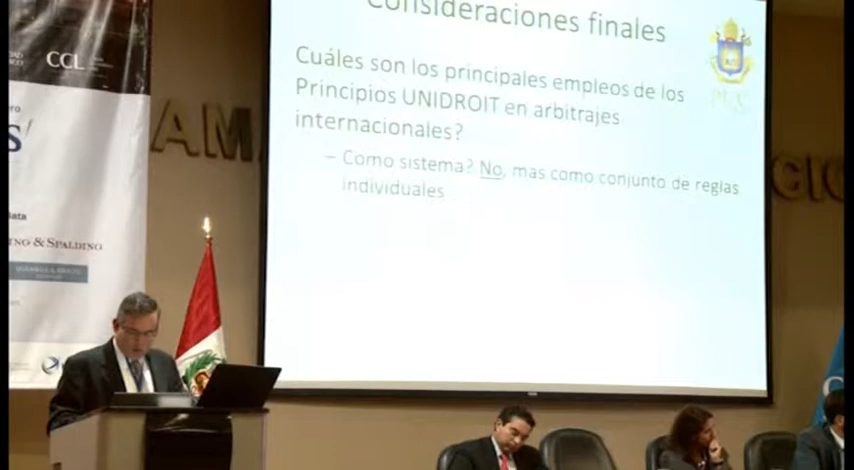 Consideraciones finales
Cuáles son los principales empleos de los
Principios UNIDROIT en arbitrajes
internacionales?
– Como sistema? No, mas como conjunto de reglas
individuales
CCL
& SPALDING
AMA
CIO